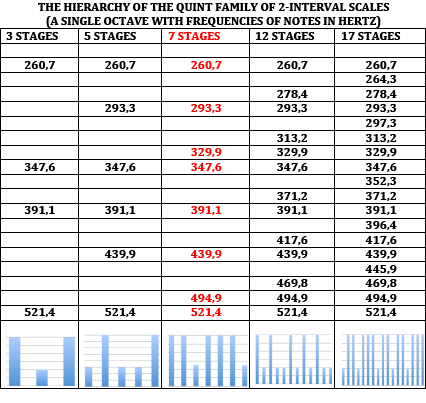 THE HIERARCHY OF THE QUINT FAMILY OF 2-INTERVAL SCALES
(A SINGLE OCTAVE WITH FREQUENCIES OF NOTES IN HERTZ)
3 STAGES 5 STAGES 7 STAGES 12 STAGES 17 STAGES
260,7 260,7 260,7 260,7 260,7
264,3
278,4 278,4
293,3 293,3 293,3 293,3
297,3
313,2 313,2
329,9 329,9 329,9
347,6 347,6 347,6 347,6 347,6
352,3
371,2 371,2
391,1 391,1 391,1 391,1 391,1
396,4
417,6 417,6
439,9 439,9 439,9 439,9
445,9
469,8 469,8
494,9 494,9 494,9
521,4 521,4 521,4 521,4 521,4